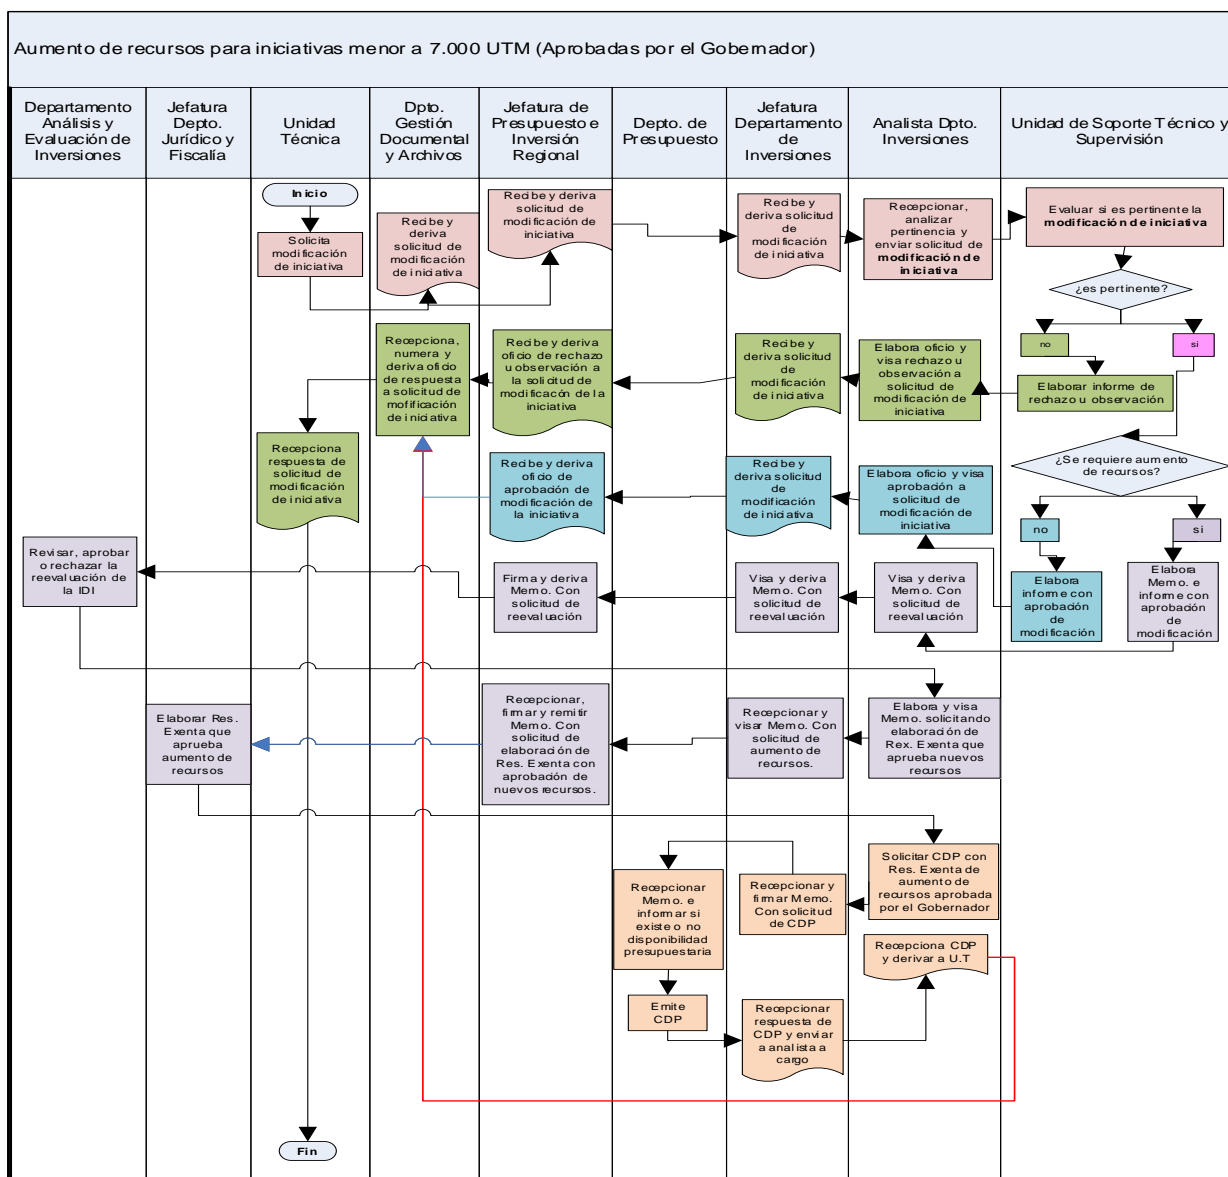 Aumento de recursos para iniciativas menor a 7.000 UTM (Aprobadas por el Gobernador)
Departamento
Análisis y
Evaluación de
Inversiones
Jefatura
Depto.
Jurídico y
Fiscalía
Unidad
Técnica
Dpto.
Gestión
Documental
y Archivos
Jefatura de
Presupuesto e
Inversión
Regional
Depto. de
Presupuesto
Jefatura
Departamento
de
Inversiones
Analista Dpto.
Inversiones
Unidad de Soporte Técnico y
Supervisión
Inicio
Solicita
modificación
de iniciativa
Recibe y
deriva
solicitud de
modificación
de iniciativa
Recibe y
deriva solicitud
de
modificación de
iniciativa
Recibe y
deriva solicitud
de
modificación
de iniciativa
Recepcionar,
analizar
pertinencia y
enviar solicitud de
modificación de
iniciativa
Evaluar si es pertinente la
modificación de iniciativa
¿es pertinente?
no
si
Recepciona,
numera y
deriva oficio
de respuesta
a solicitud de
mofificación
de iniciativa
Recibe y deriva
oficio de rechazo
u observación a
la solicitud de
modificacón de la
iniciativa
Recibe y
deriva solicitud
de
modificación
de iniciativa
Elabora oficio y
visa rechazo u
observación a
solicitud de
modificación de
iniciativa
Elaborar informe de
rechazo u observación
Recepciona
respuesta de
solicitud de
modificación
de iniciativa
Recibe y deriva
oficio de
aprobación de
modificación de
la iniciativa
Recibe y
deriva solicitud
de
modificación
de iniciativa
Elabora oficio y visa
aprobación a
solicitud de
modificación de
iniciativa
¿Se requiere aumento
de recursos?
no
si
Revisar, aprobar
o rechazar la
reevaluación de
la IDI
Firma y deriva
Memo. Con
solicitud de
reevaluación
Visa y deriva
Memo. Con
solicitud de
reevaluación
Visa y deriva
Memo. Con
solicitud de
reevaluación
Elabora
informe con
aprobación
de
modificación
Elabora
Memo. e
informe con
aprobación
de
modificación
Elaborar Res.
Exenta que
aprueba
aumento de
recursos
Recepcionar,
firmar y remitir
Memo. Con
solicitud de
elaboración de
Res. Exenta con
aprobación de
nuevos recursos.
Recepcionar y
visar Memo. Con
solicitud de
aumento de
recursos.
Elabora y visa
Memo. solicitando
elaboración de
Rex. Exenta que
aprueba nuevos
recursos
Recepcionar
Memo. e
informar si
existe o no
disponibilidad
presupuestaria
Recepcionar y
firmar Memo.
Con solicitud
de CDP
Solicitar CDP con
Res. Exenta de
aumento de
recursos aprobada
por el Gobernador
Recepciona CDP
y derivar a U.T
Emite
CDP
Recepcionar
respuesta de
CDP y enviar
a analista a
cargo
Fin